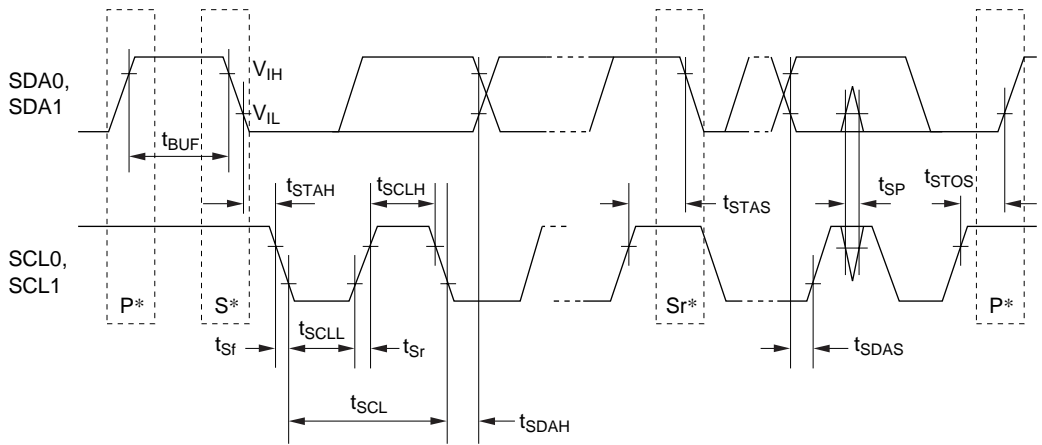 SDA0,
SDA1
VIH
VIL
tBUF
tSTAH
tSCLH
tSTAS
tSP
tSTOS
SCL0,
SCL1
P*
S*
Sr*
P*
tSf
tSCLL
tSr
tSDAS
tSCL
tSDAH